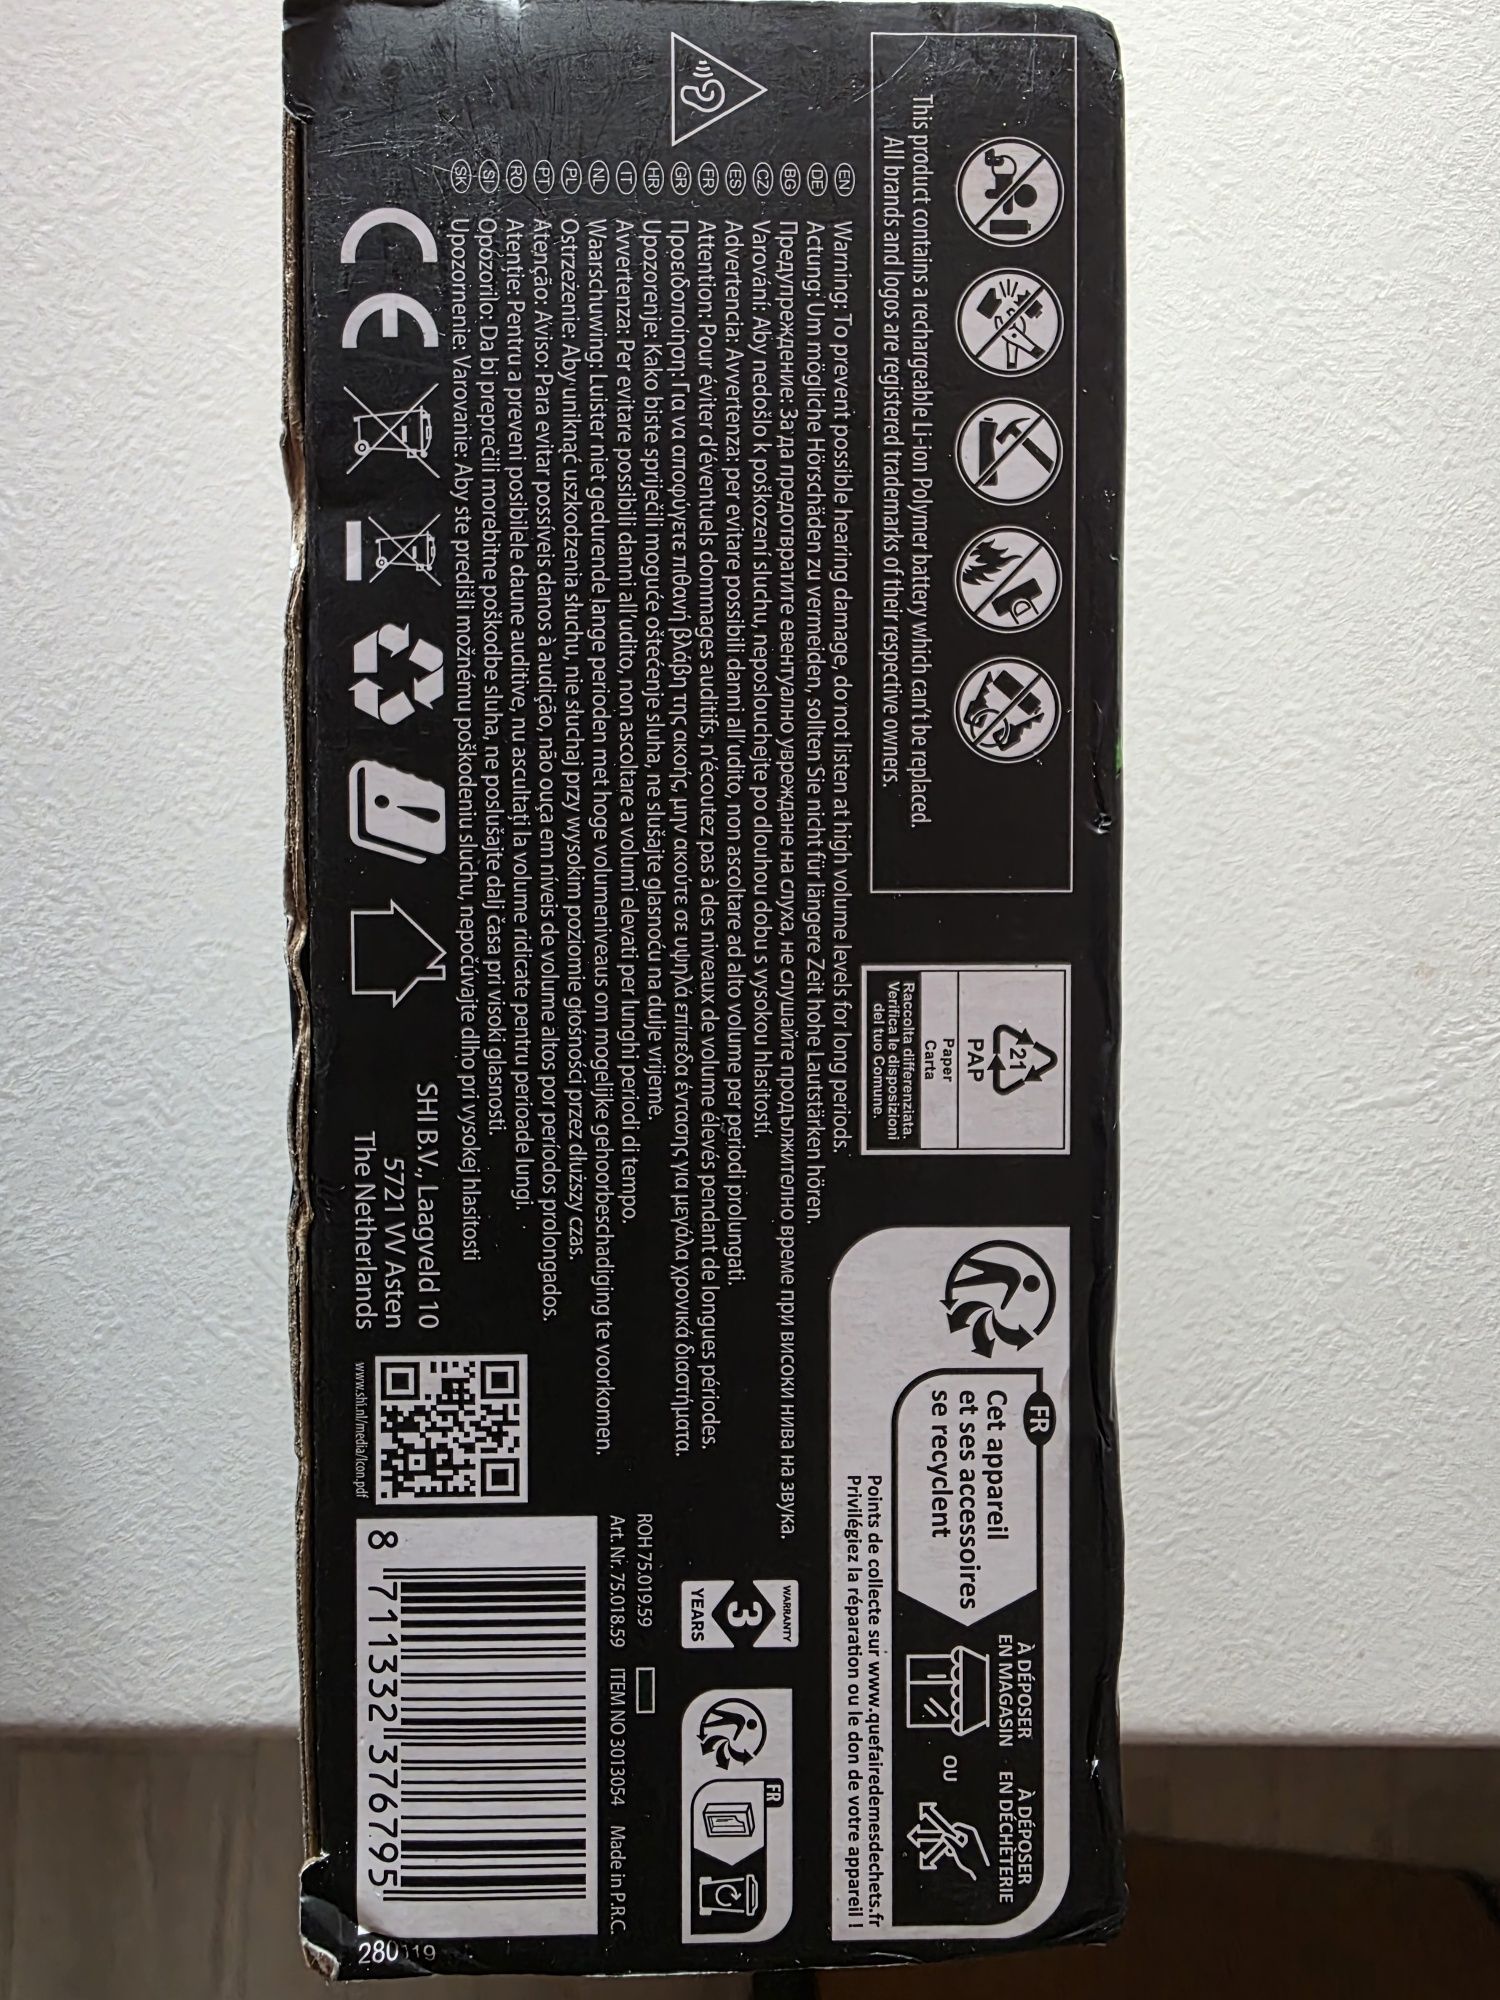 This product contains a rechargeable Li-ion Polymer battery which can't be replaced.
All brands and logos are registered trademarks of their respective owners.
21
PAP
Paper
Carta
Raccolta differenziata.
Verifica le disposizioni
del tuo Comune.
FR
Cet appareil
et ses accessoires
se recyclent
À DÉPOSER
EN MAGASIN
OU
À DÉPOSER
EN DÉCHÈTERIE
Points de collecte sur www.quefairedemesdechets.fr
Privilégiez la réparation ou le don de votre appareil !
EN Warning: To prevent possible hearing damage, do not listen at high volume levels for long periods.
DE Actung: Um mögliche Hörschäden zu vermeiden, sollten Sie nicht für längere Zeit hohe Lautstärken hören.
BG Предупреждение: За да предотвратите евентуално увреждане на слуха, не слушайте продължително време при високи нива на звука.
CZ Varování: Aby nedošlo k poškození sluchu, neposlouchejte po dlouhou dobu s vysokou hlasitostí.
ES Advertencia: Avvertenza: per evitare possibili danni all'udito, non ascoltare ad alto volume per periodi prolungati.
FR Attention: Pour éviter d'éventuels dommages auditifs, n'écoutez pas à des niveaux de volume élevés pendant de longues périodes.
GR Προειδοποίηση: Για να αποφύγετε πιθανή βλάβη της ακοής, μην ακούτε σε υψηλά επίπεδα έντασης για μεγάλα χρονικά διαστήματα.
HR Upozorenje: Kako biste spriječili moguće oštećenje sluha, ne slušajte glasnoću na dulje vrijeme.
IT Avvertenza: Per evitare possibili danni all'udito, non ascoltare a volumi elevati per lunghi periodi di tempo.
NL Waarschuwing: Luister niet gedurende lange perioden met hoge volumeniveaus om mogelijke gehoorbeschadiging te voorkomen.
PL Ostrzeżenie: Aby uniknąć uszkodzenia słuchu, nie słuchaj przy wysokim poziomie głośności przez dłuższy czas.
PT Atenção: Aviso: Para evitar possíveis danos à audição, não ouça em níveis de volume altos por períodos prolongados.
RO Atentie: Pentru a preveni posibilele daune auditive, nu ascultați la volume ridicate pentru perioade lungi.
SI Opozorilo: Da bi preprečili morebitne poškodbe sluha, ne poslušajte dalj časa pri visoki glasnosti.
SK Upozornenie: Varovanie: Aby ste predišli možnému poškodeniu sluchu, nepočúvajte dlho pri vysokej hlasitosti
WARRANTY
3
YEARS
FR
ROH 75.019.59
Art. Nr. 75.018.59 ITEM NO 3013054 Made in P.R.C.
CE
SHI B.V., Laagveld 10
5721 VV Asten
The Netherlands
www.shi.nl/media/Icon.pdf
8 711332 376795
280119